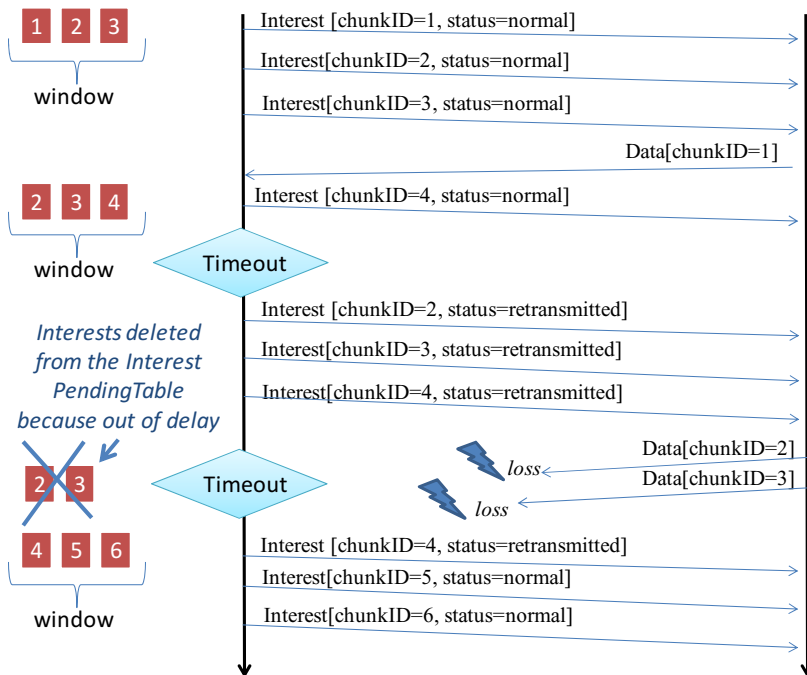 1 2 3
window
Interest [chunkID=1, status=normal]
Interest[chunkID=2, status=normal]
Interest[chunkID=3, status=normal]
Data[chunkID=1]
2 3 4
window
Interest [chunkID=4, status=normal]
Timeout
Interests deleted
from the Interest
PendingTable
because out of delay
Interest [chunkID=2, status=retransmitted]
Interest[chunkID=3, status=retransmitted]
Interest[chunkID=4, status=retransmitted]
2 3
Timeout
Data[chunkID=2]
loss
Data[chunkID=3]
loss
4 5 6
window
Interest [chunkID=4, status=retransmitted]
Interest[chunkID=5, status=normal]
Interest[chunkID=6, status=normal]